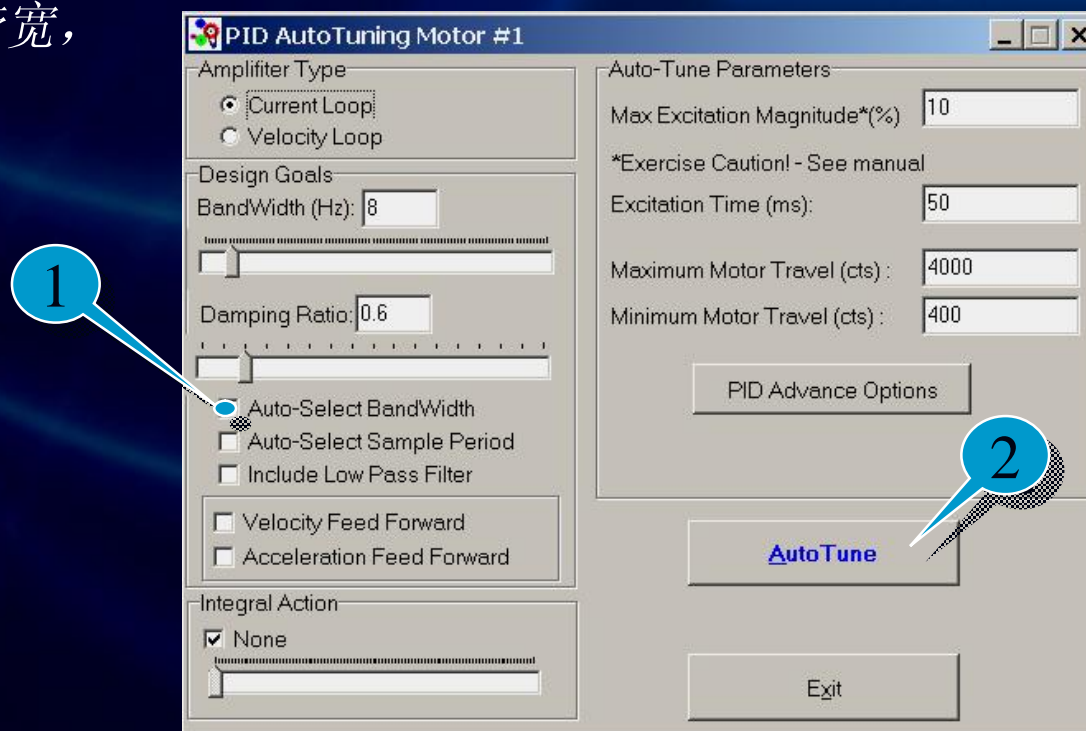 宽，
PID AutoTuning Motor #1
Amplifiter Type
Current Loop
Velocity Loop
Design Goals
BandWidth (Hz): 8
Damping Ratio: 0.6
Auto-Select BandWidth
Auto-Select Sample Period
Include Low Pass Filter
Velocity Feed Forward
Acceleration Feed Forward
Integral Action
None
Auto-Tune Parameters
Max Excitation Magnitude*(%) 10
*Exercise Caution! - See manual
Excitation Time (ms): 50
Maximum Motor Travel (cts) : 4000
Minimum Motor Travel (cts) : 400
PID Advance Options
AutoTune
Exit
1
2